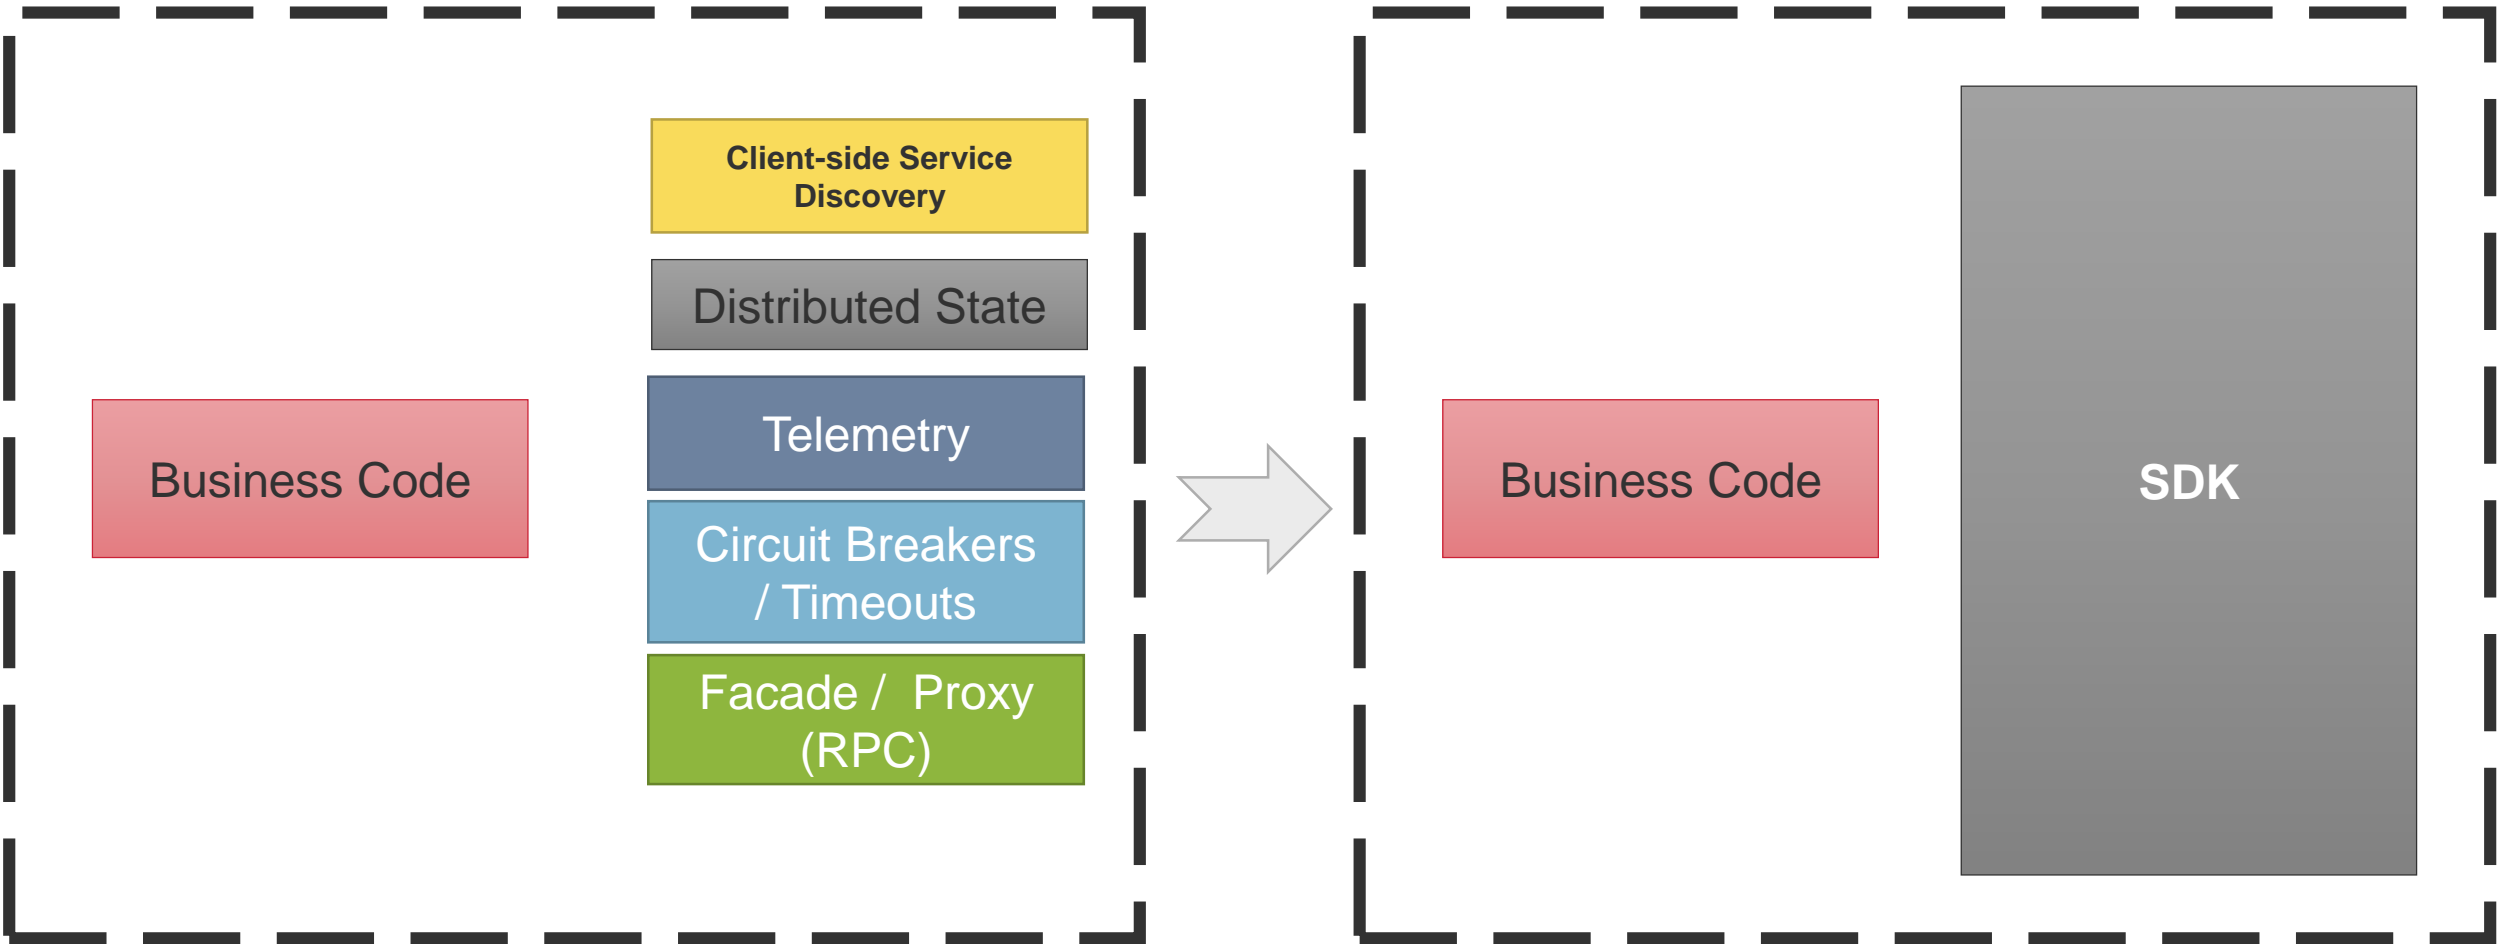 Client-side Service
Discovery
Distributed State
Telemetry
Business Code
Circuit Breakers
/ Timeouts
Facade /  Proxy
(RPC)
Business Code
SDK